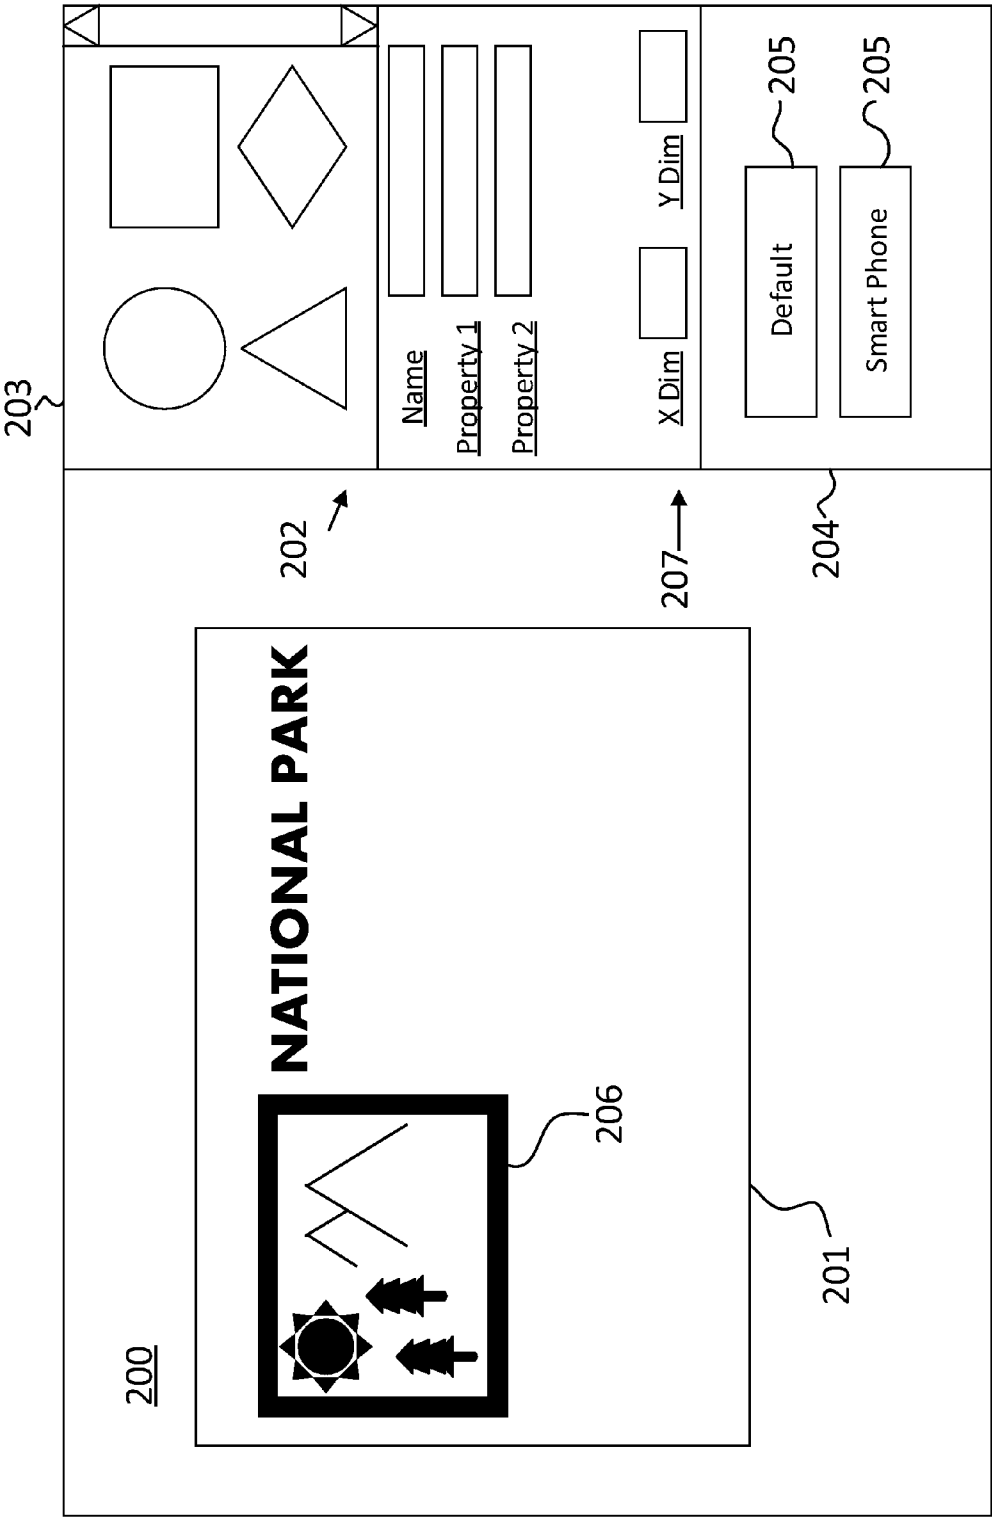 200
203
NATIONAL PARK
202
Name
Property 1
Property 2
207
X Dim
Y Dim
206
Default
205
Smart Phone
205
204
201